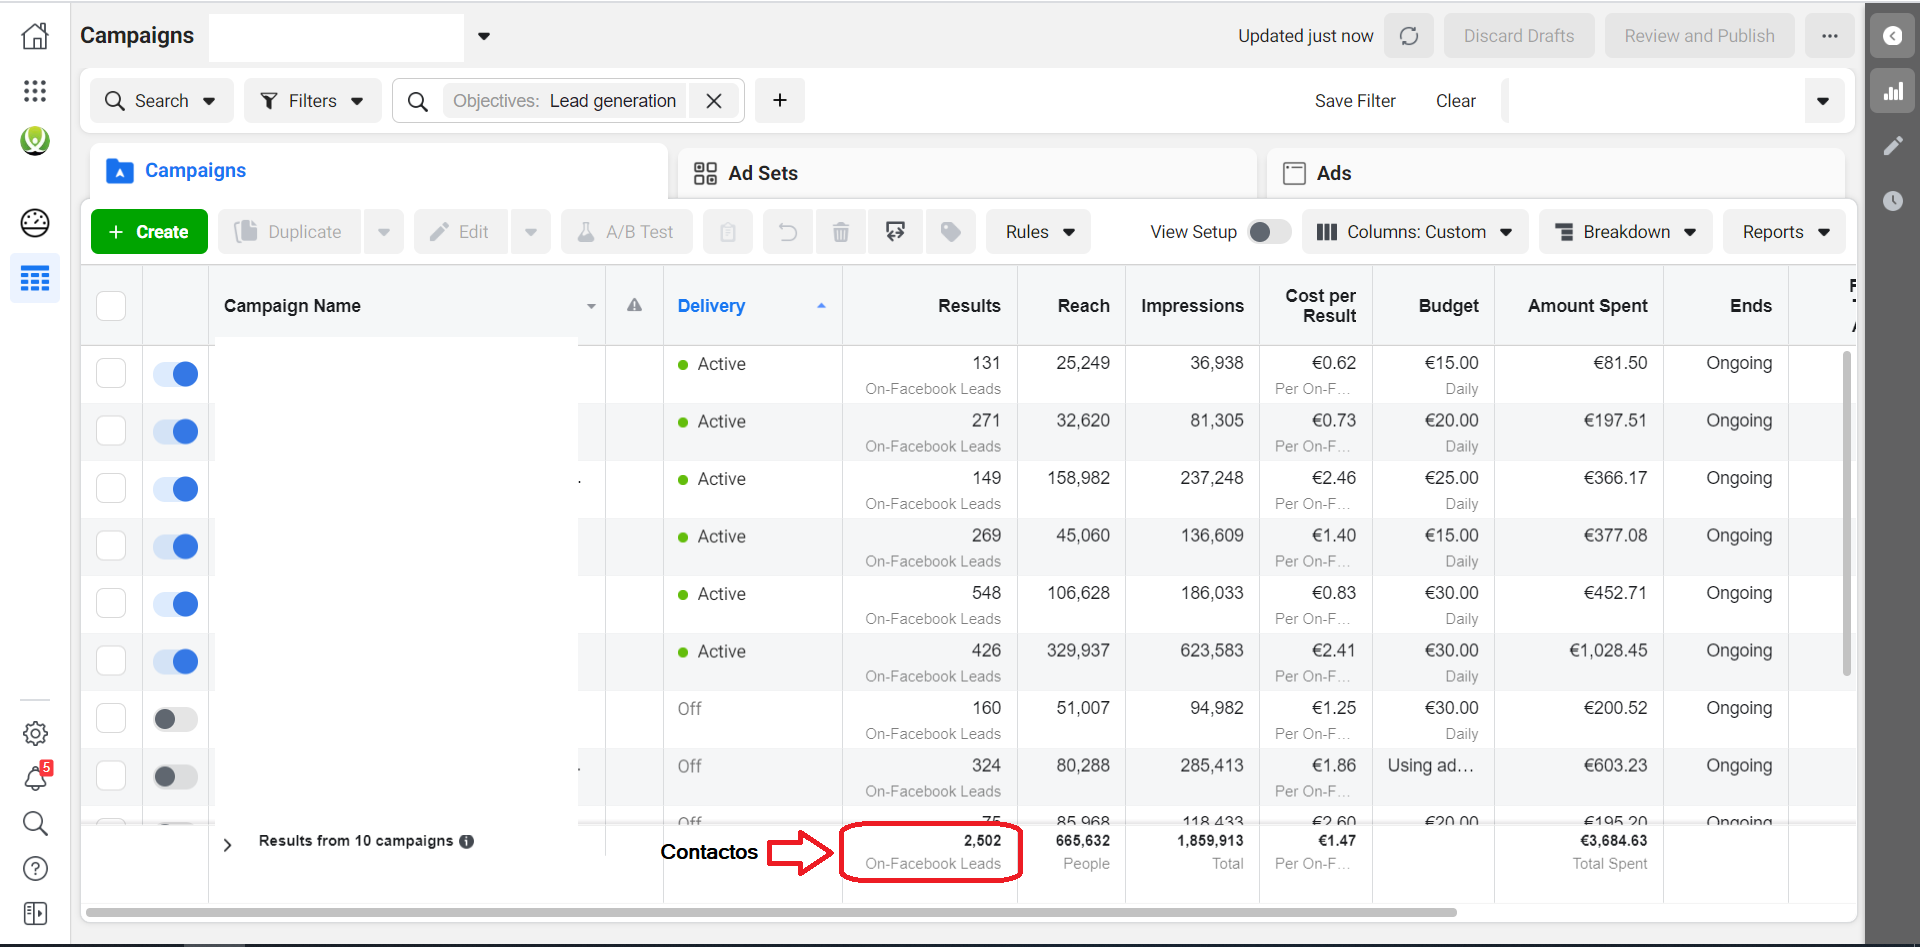 Campaigns
Updated just now
Discard Drafts
Review and Publish
Search
Filters
Objectives: Lead generation
Save Filter
Clear
Campaigns
Ad Sets
Ads
+ Create
Duplicate
Edit
A/B Test
Rules
View Setup
Columns: Custom
Breakdown
Reports
Campaign Name
Delivery
Results
Reach
Impressions
Cost per
Result
Budget
Amount Spent
Ends
Active 131 25,249 36,938 €0.62 €15.00 €81.50 Ongoing
On-Facebook Leads Per On-F... Daily
Active 271 32,620 81,305 €0.73 €20.00 €197.51 Ongoing
On-Facebook Leads Per On-F... Daily
Active 149 158,982 237,248 €2.46 €25.00 €366.17 Ongoing
On-Facebook Leads Per On-F... Daily
Active 269 45,060 136,609 €1.40 €15.00 €377.08 Ongoing
On-Facebook Leads Per On-F... Daily
Active 548 106,628 186,033 €0.83 €30.00 €452.71 Ongoing
On-Facebook Leads Per On-F... Daily
Active 426 329,937 623,583 €2.41 €30.00 €1,028.45 Ongoing
On-Facebook Leads Per On-F... Daily
Off 160 51,007 94,982 €1.25 €30.00 €200.52 Ongoing
On-Facebook Leads Per On-F... Daily
Off 324 80,288 285,413 €1.86 Using ad... €603.23 Ongoing
On-Facebook Leads Per On-F...
Off 75 85,968 118,433 €2.60 €20.00 €195.20 Ongoing
Results from 10 campaigns 2,502 665,632 1,859,913 €1.47 €3,684.63
Contactos
On-Facebook Leads People Total Per On-F... Total Spent
5